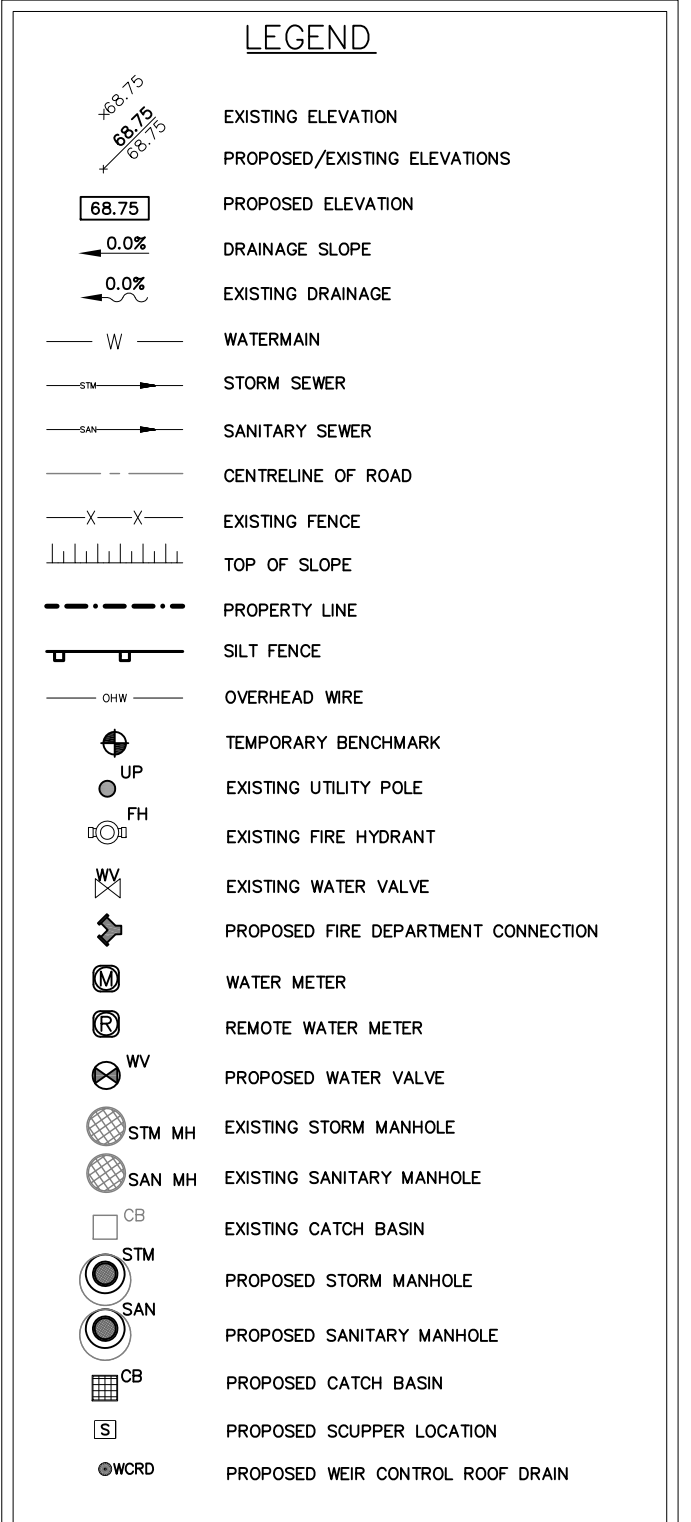 LEGEND
×68.75 EXISTING ELEVATION
68.75
68.75 PROPOSED/EXISTING ELEVATIONS
68.75 PROPOSED ELEVATION
0.0% DRAINAGE SLOPE
0.0% EXISTING DRAINAGE
W WATERMAIN
STM STORM SEWER
SAN SANITARY SEWER
CENTRELINE OF ROAD
X X EXISTING FENCE
TOP OF SLOPE
PROPERTY LINE
SILT FENCE
OHW OVERHEAD WIRE
TEMPORARY BENCHMARK
UP EXISTING UTILITY POLE
FH EXISTING FIRE HYDRANT
WV EXISTING WATER VALVE
PROPOSED FIRE DEPARTMENT CONNECTION
M WATER METER
R REMOTE WATER METER
WV PROPOSED WATER VALVE
STM MH EXISTING STORM MANHOLE
SAN MH EXISTING SANITARY MANHOLE
CB EXISTING CATCH BASIN
STM PROPOSED STORM MANHOLE
SAN PROPOSED SANITARY MANHOLE
CB PROPOSED CATCH BASIN
S PROPOSED SCUPPER LOCATION
WCRD PROPOSED WEIR CONTROL ROOF DRAIN